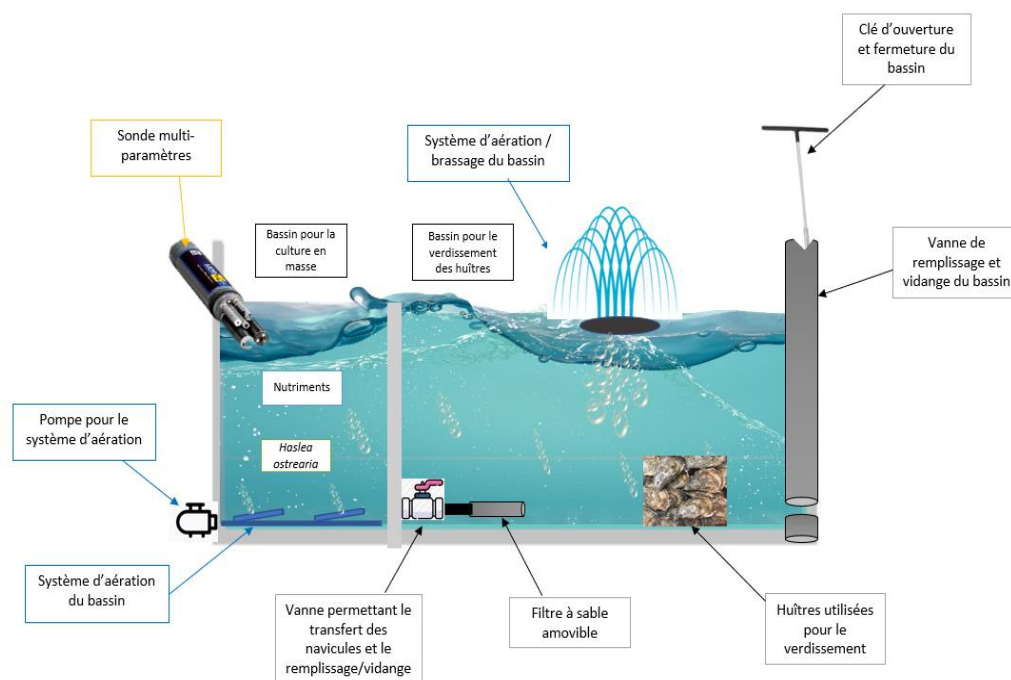 Clé d'ouverture
et fermeture du
bassin
Sonde multi-
paramètres
Système d'aération /
brassage du bassin
Bassin pour la
culture en
masse
Bassin pour le
verdissement
des huîtres
Vanne de
remplissage et
vidange du bassin
Nutriments
Pompe pour le
système d'aération
Haslea
ostrearia
Système d'aération
du bassin
Vanne permettant le
transfert des
navicules et le
remplissage/vidange
Filtre à sable
amovible
Huîtres utilisées
pour le
verdissement